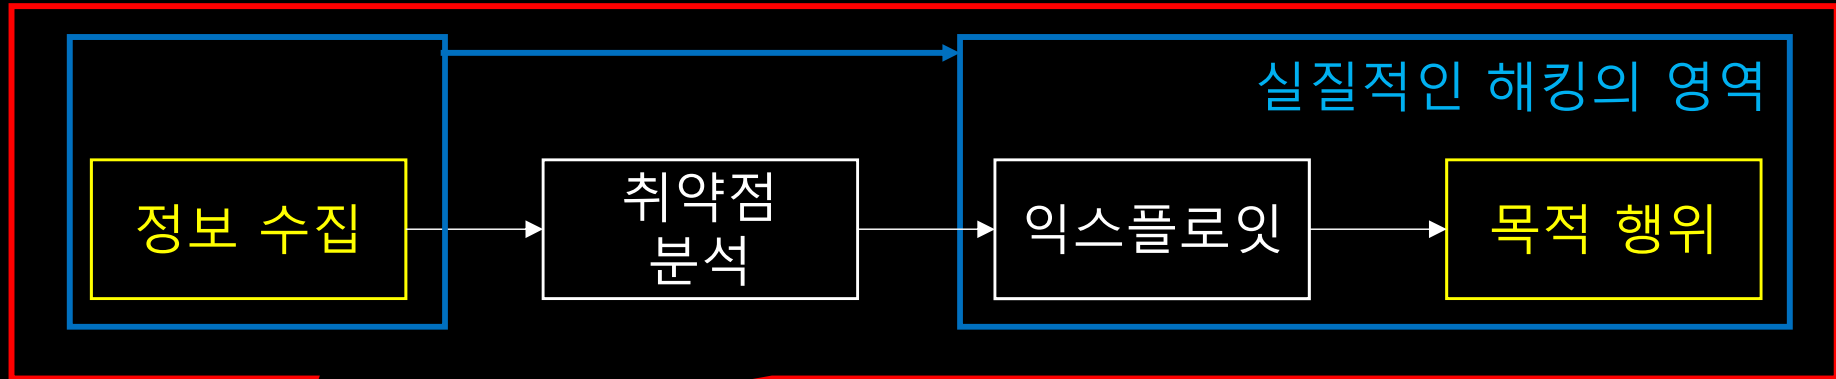 실질적인 해킹의 영역
정보 수집
취약점
분석
익스플로잇
목적 행위